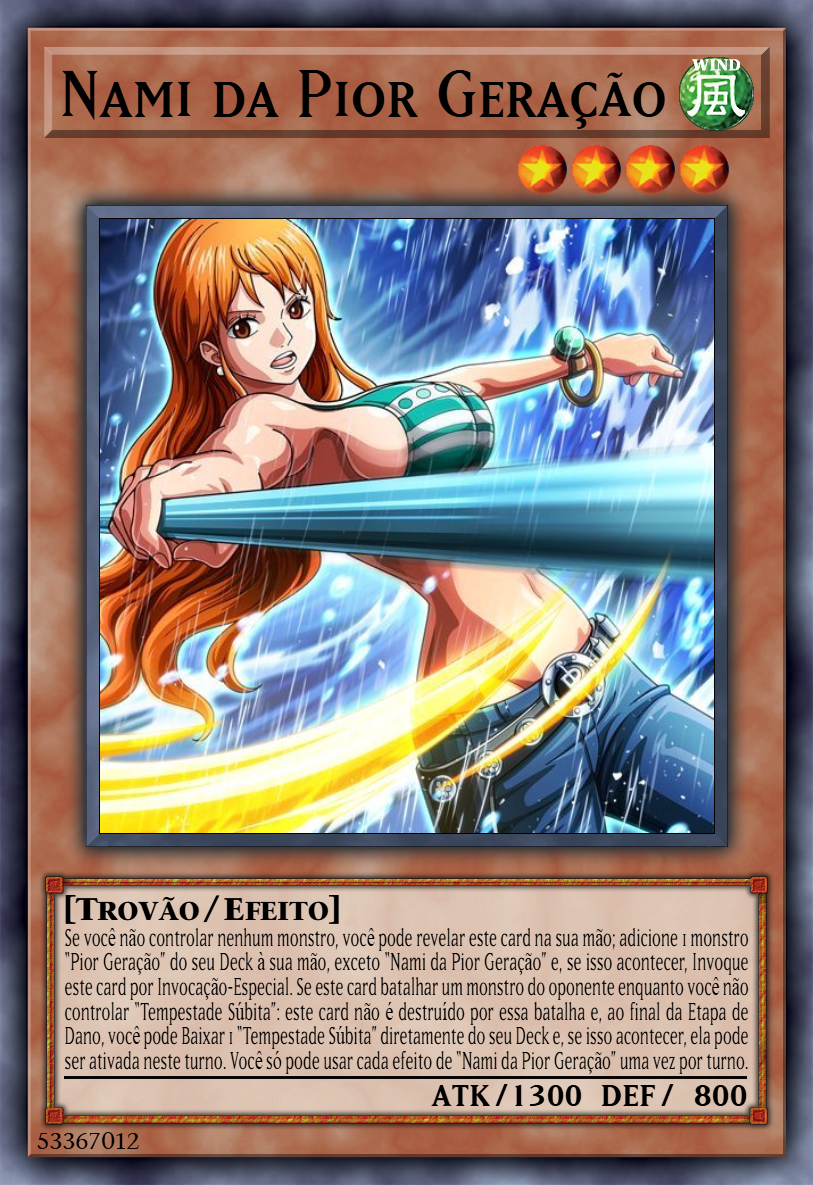 Nami da Pior Geração
WIND
風
[Trovão/Efeito]
Se você não controlar nenhum monstro, você pode revelar este card na sua mão; adicione 1 monstro
"Pior Geração" do seu Deck à sua mão, exceto "Nami da Pior Geração" e, se isso acontecer, Invoque
este card por Invocação-Especial. Se este card batalhar um monstro do oponente enquanto você não
controlar "Tempestade Súbita": este card não é destruído por essa batalha e, ao final da Etapa de
Dano, você pode Baixar 1 "Tempestade Súbita" diretamente do seu Deck e, se isso acontecer, ela pode
ser ativada neste turno. Você só pode usar cada efeito de "Nami da Pior Geração" uma vez por turno.
ATK/1300 DEF/ 800
53367012